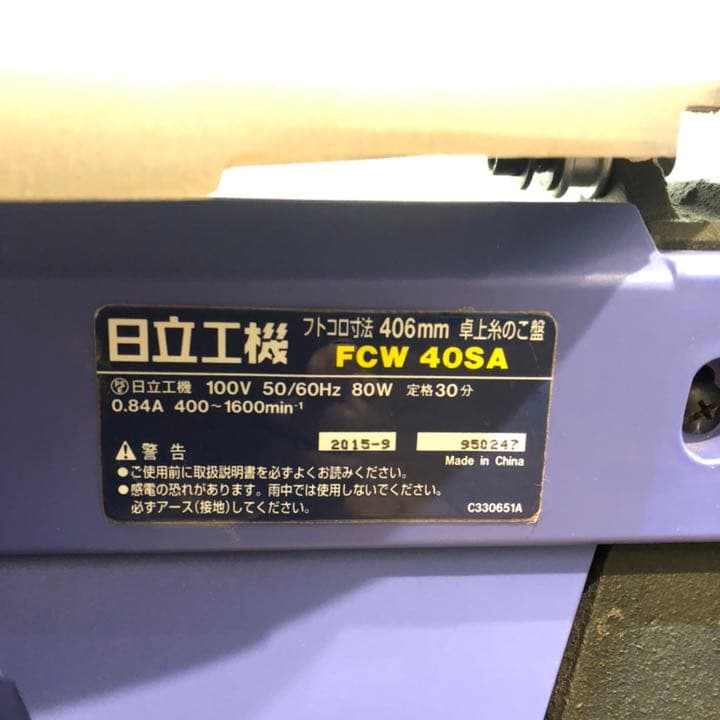 日立工機 フトコロ寸法 406mm 卓上糸のこ盤
FCW 40SA
日立工機 100V 50/60Hz 80W 定格30分
0.84A 400～1600min⁻¹
警告
2015-9 950247
Made in China
●ご使用前に取扱説明書を必ずよくお読みください。
●感電の恐れがあります。雨中では使用しないでください。
必ずアース(接地)してください。
C330651A